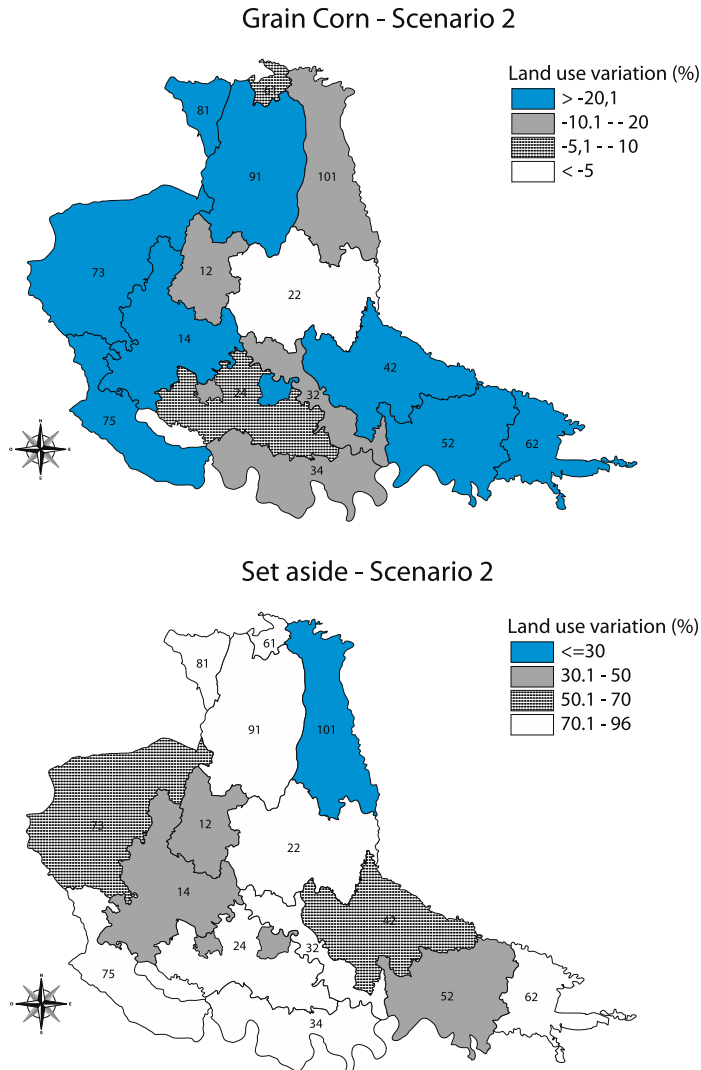 Grain Corn - Scenario 2
Land use variation (%)
> -20,1
-10.1 - - 20
-5,1 - - 10
< -5
81
91
101
73
12
22
14
42
24
32
75
52
62
34
N
O
E
S
Set aside - Scenario 2
Land use variation (%)
<=30
30.1 - 50
50.1 - 70
70.1 - 96
61
81
91
101
73
12
22
14
42
24
32
75
52
62
34
N
O
E
S